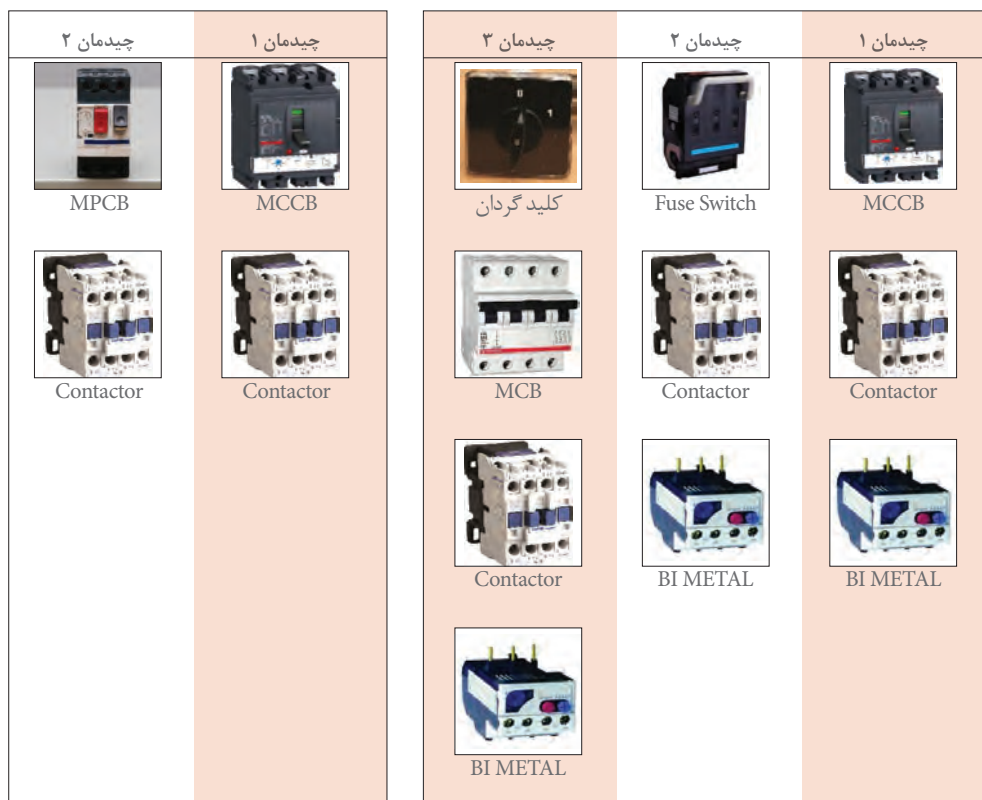 چیدمان ۱
چیدمان ۲
چیدمان ۳
MCCB
Fuse Switch
کلید گردان
Contactor
Contactor
MCB
BI METAL
BI METAL
Contactor
BI METAL
چیدمان ۱
چیدمان ۲
MCCB
MPCB
Contactor
Contactor